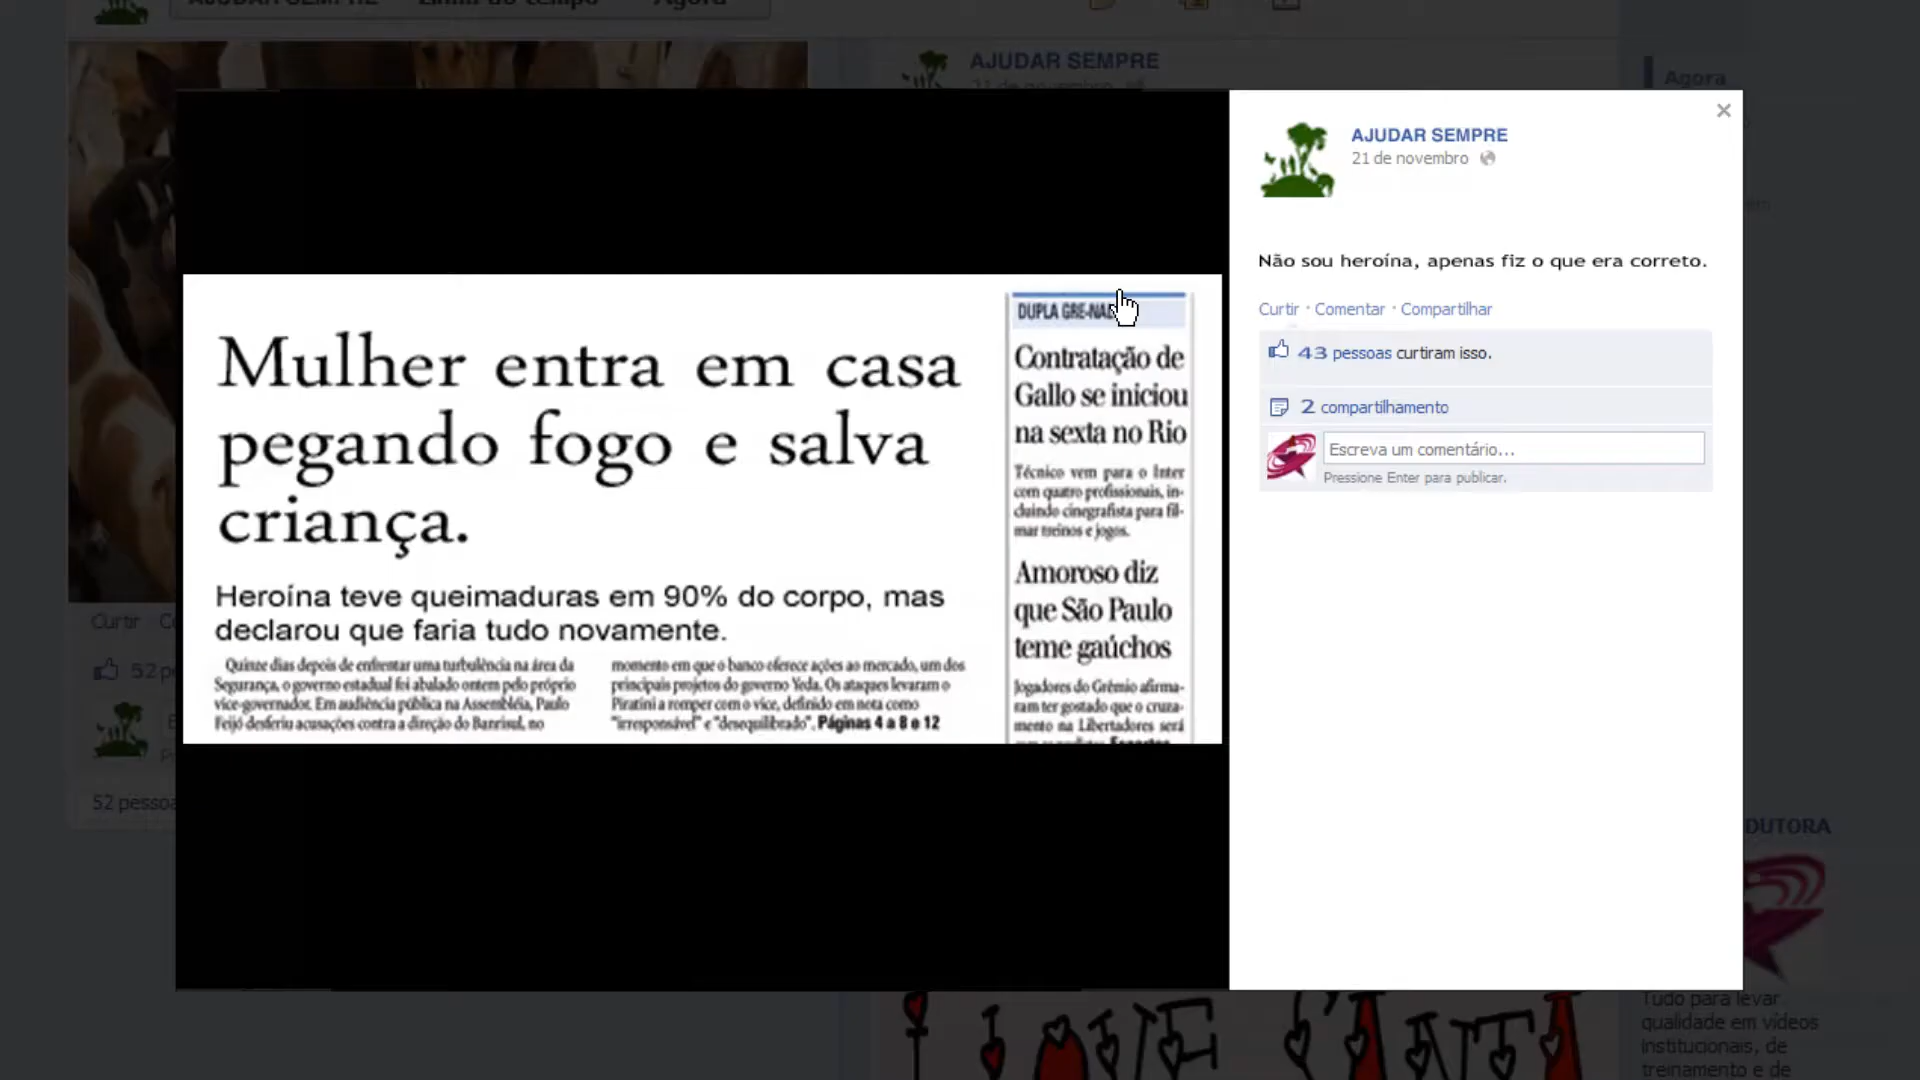 AJUDAR SEMPRE
Agora
AJUDAR SEMPRE
21 de novembro
Não sou heroína, apenas fiz o que era correto.
Curtir · Comentar · Compartilhar
43 pessoas curtiram isso.
2 compartilhamento
Escreva um comentário...
Pressione Enter para publicar.
Mulher entra em casa
pegando fogo e salva
criança.
Heroína teve queimaduras em 90% do corpo, mas
declarou que faria tudo novamente.
Quinze dias depois de enfrentar uma turbulência na área da
Segurança, o governo estadual foi abalado ontem pelo próprio
vice-governador. Em audiência pública na Assembléia, Paulo
Feijó desferiu acusações contra a direção do Banrisul, no
momento em que o banco oferece ações ao mercado, um dos
principais projetos do governo Yeda. Os ataques levaram o
Piratini a romper com o vice, definido em nota como
"irresponsável" e "desequilibrado". Páginas 4 a 8 e 12
DUPLA GRE-NAL
Contratação de
Gallo se iniciou
na sexta no Rio
Técnico vem para o Inter
com quatro profissionais, in-
cluindo cinegrafista para fil-
mar treinos e jogos.
Amoroso diz
que São Paulo
teme gaúchos
Jogadores do Grêmio afirma-
ram ter gostado que o cruza-
mento na Libertadores será
Curtir
52
52 pessoa
DUTORA
Tudo para levar
qualidade em vídeos
institucionais, de
treinamento e de